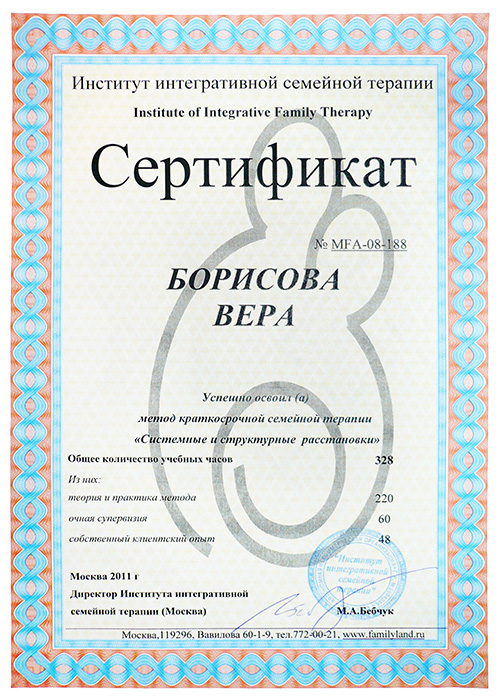 Институт интегративной семейной терапии
Institute of Integrative Family Therapy
Сертификат
№ MFA-08-188
БОРИСОВА
ВЕРА
Успешно освоил (а)
метод краткосрочной семейной терапии
«Системные и структурные расстановки»
Общее количество учебных часов 328
Из них:
теория и практика метода 220
очная супервизия 60
собственный клиентский опыт 48
"Институт
интегративной
семейной
терапии"
Москва 2011 г
Директор Института интегративной
семейной терапии (Москва) М.А.Бебчук
Москва,119296, Вавилова 60-1-9, тел.772-00-21, www.familyland.ru